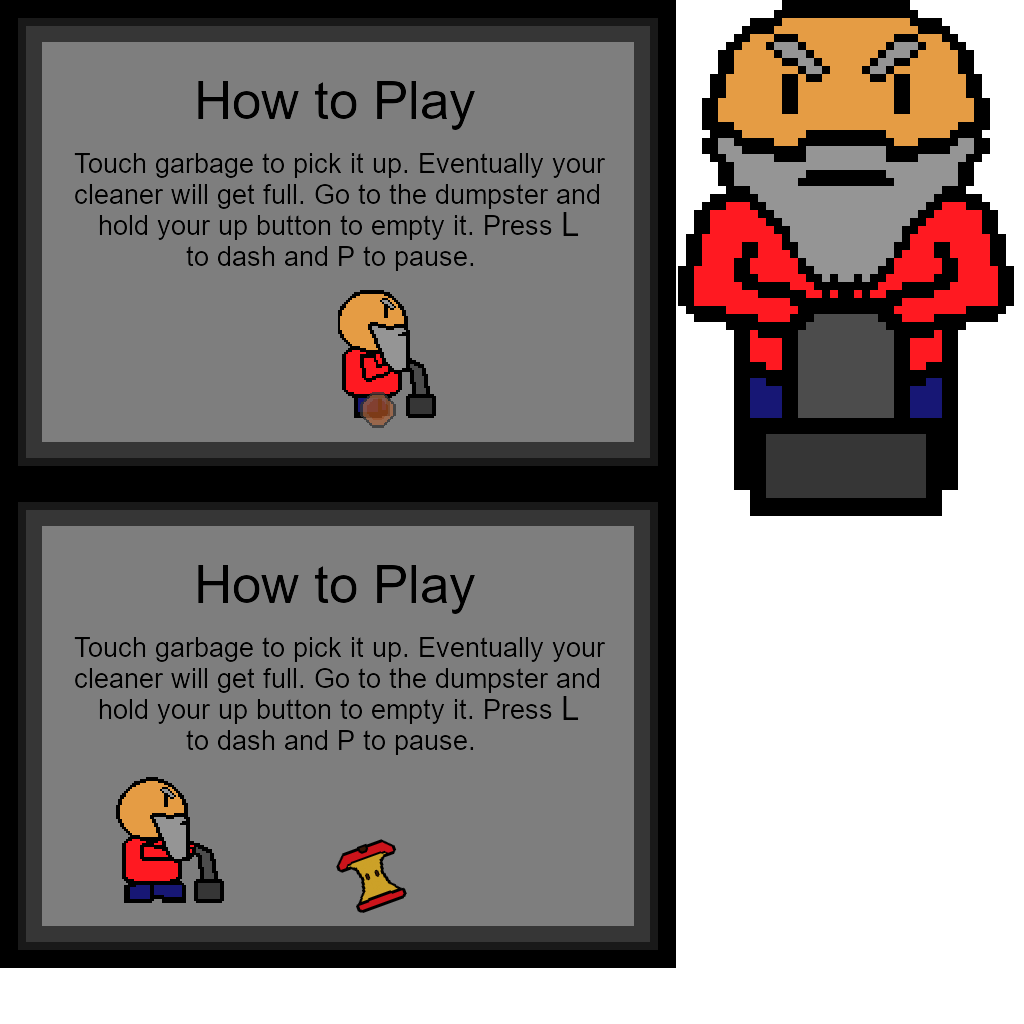 How to Play
Touch garbage to pick it up. Eventually your
cleaner will get full. Go to the dumpster and
hold your up button to empty it. Press L
to dash and P to pause.
How to Play
Touch garbage to pick it up. Eventually your
cleaner will get full. Go to the dumpster and
hold your up button to empty it. Press L
to dash and P to pause.